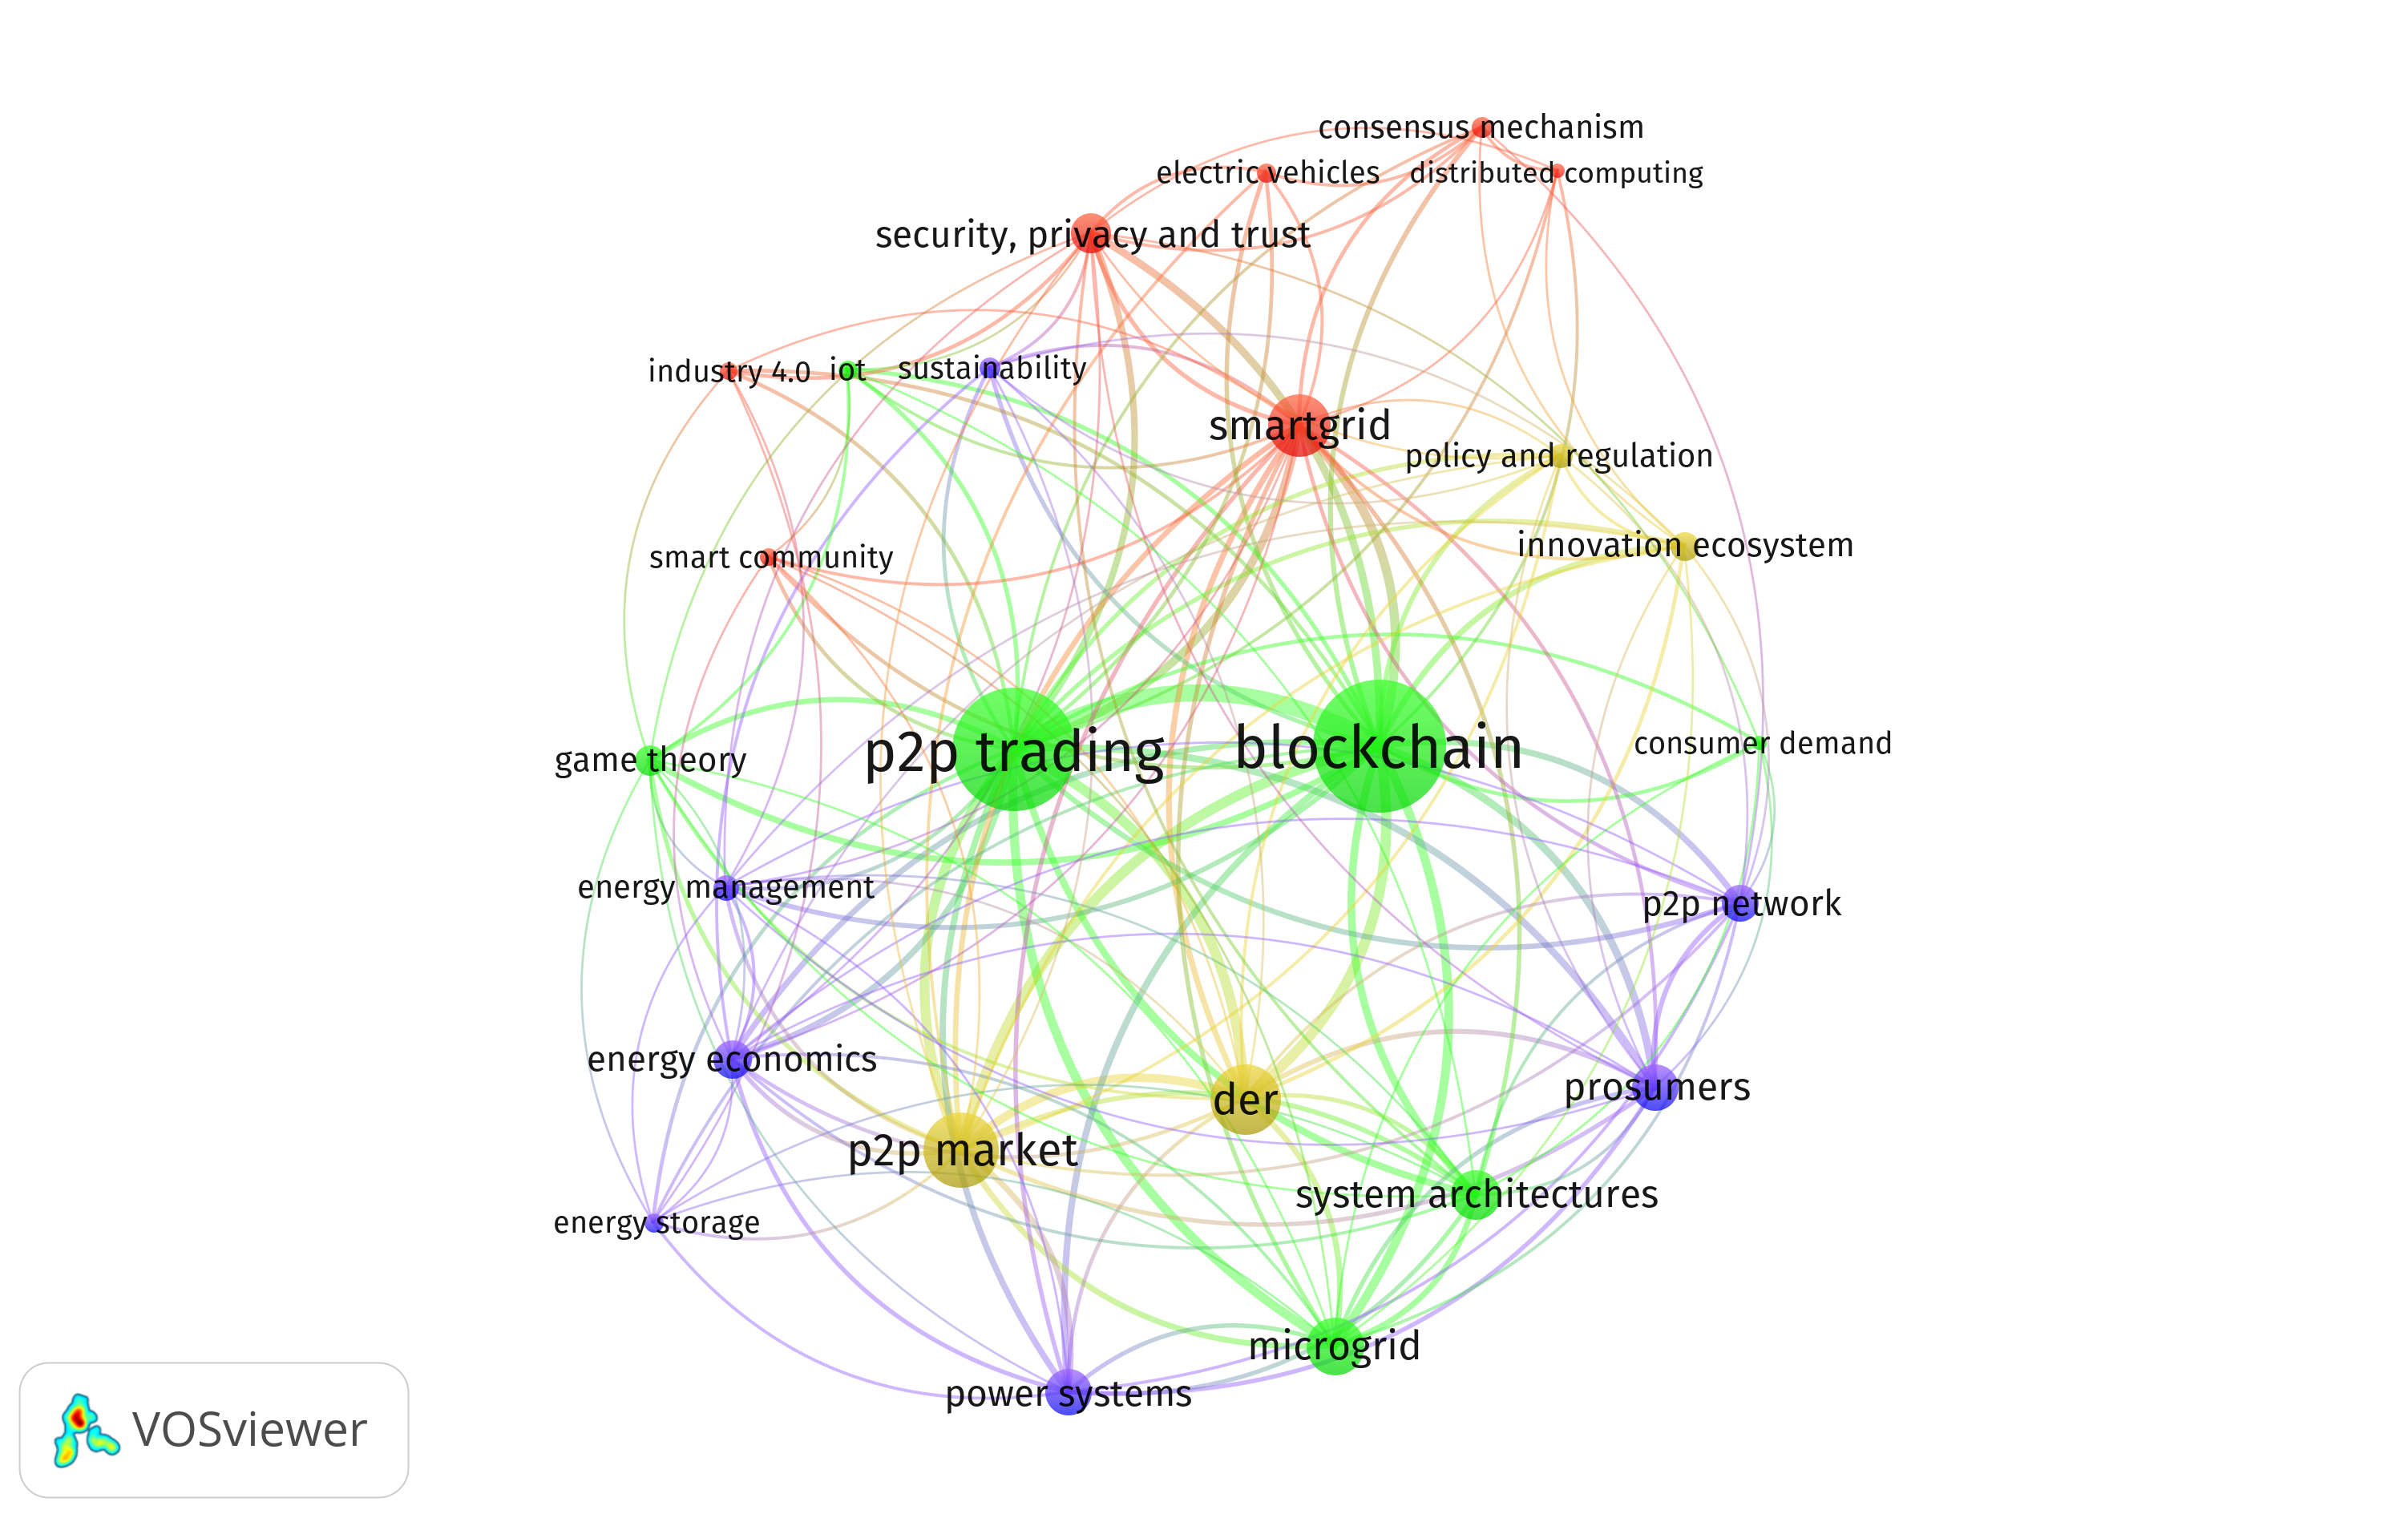 consensus mechanism
electric vehicles
distributed computing
security, privacy and trust
industry 4.0
iot
sustainability
smartgrid
policy and regulation
innovation ecosystem
smart community
p2p trading
blockchain
consumer demand
game theory
energy management
p2p network
energy economics
der
prosumers
p2p market
system architectures
energy storage
microgrid
power systems
VOSviewer